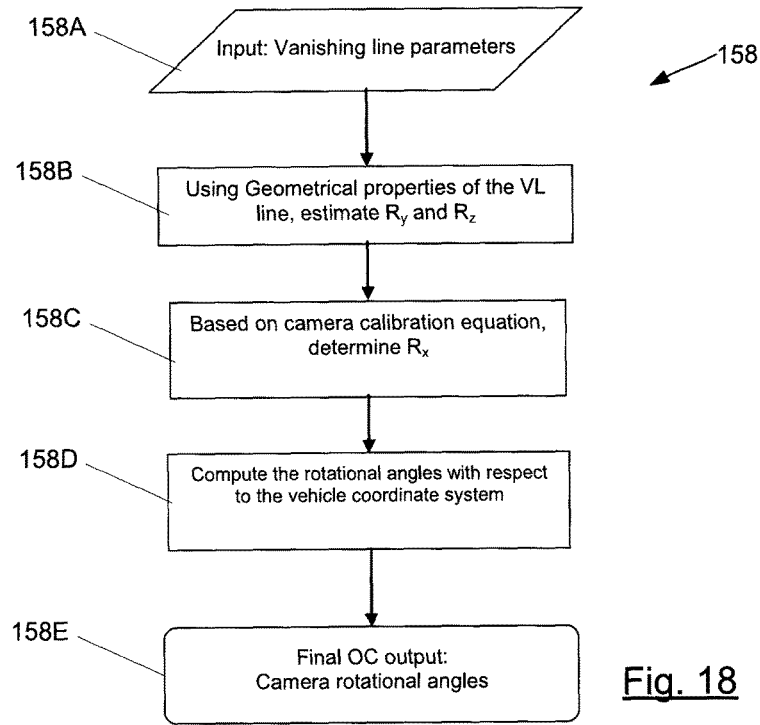 158A
Input: Vanishing line parameters
158
158B
Using Geometrical properties of the VL
line, estimate Ry and Rz
158C
Based on camera calibration equation,
determine Rx
158D
Compute the rotational angles with respect
to the vehicle coordinate system
158E
Final OC output:
Camera rotational angles
Fig. 18